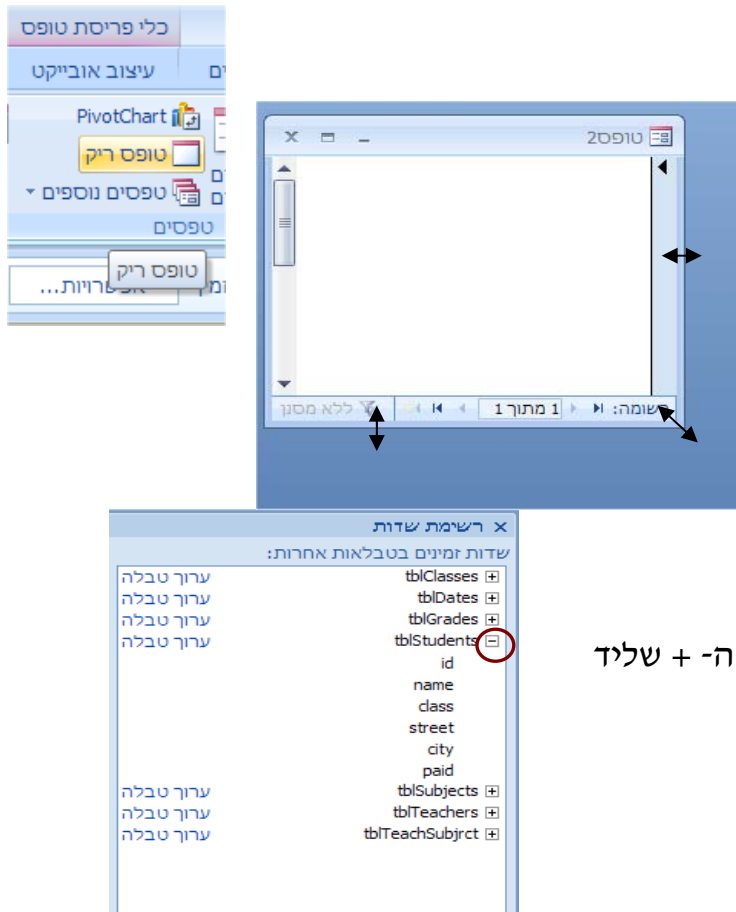 כלי פריסת טופס
ים עיצוב אובייקט
PivotChart
טופס ריק
ים
טפסים נוספים
ים
טפסים
טופס ריק
אפשרויות...
טופס2
רשומה: 1 מתוך 1 ללא מסנן
רשימת שדות
שדות זמינים בטבלאות אחרות:
tblClasses ערוך טבלה
tblDates ערוך טבלה
tblGrades ערוך טבלה
tblStudents ערוך טבלה
id
name
class
street
city
paid
tblSubjects ערוך טבלה
tblTeachers ערוך טבלה
tblTeachSubjrct ערוך טבלה
ה- + שליד